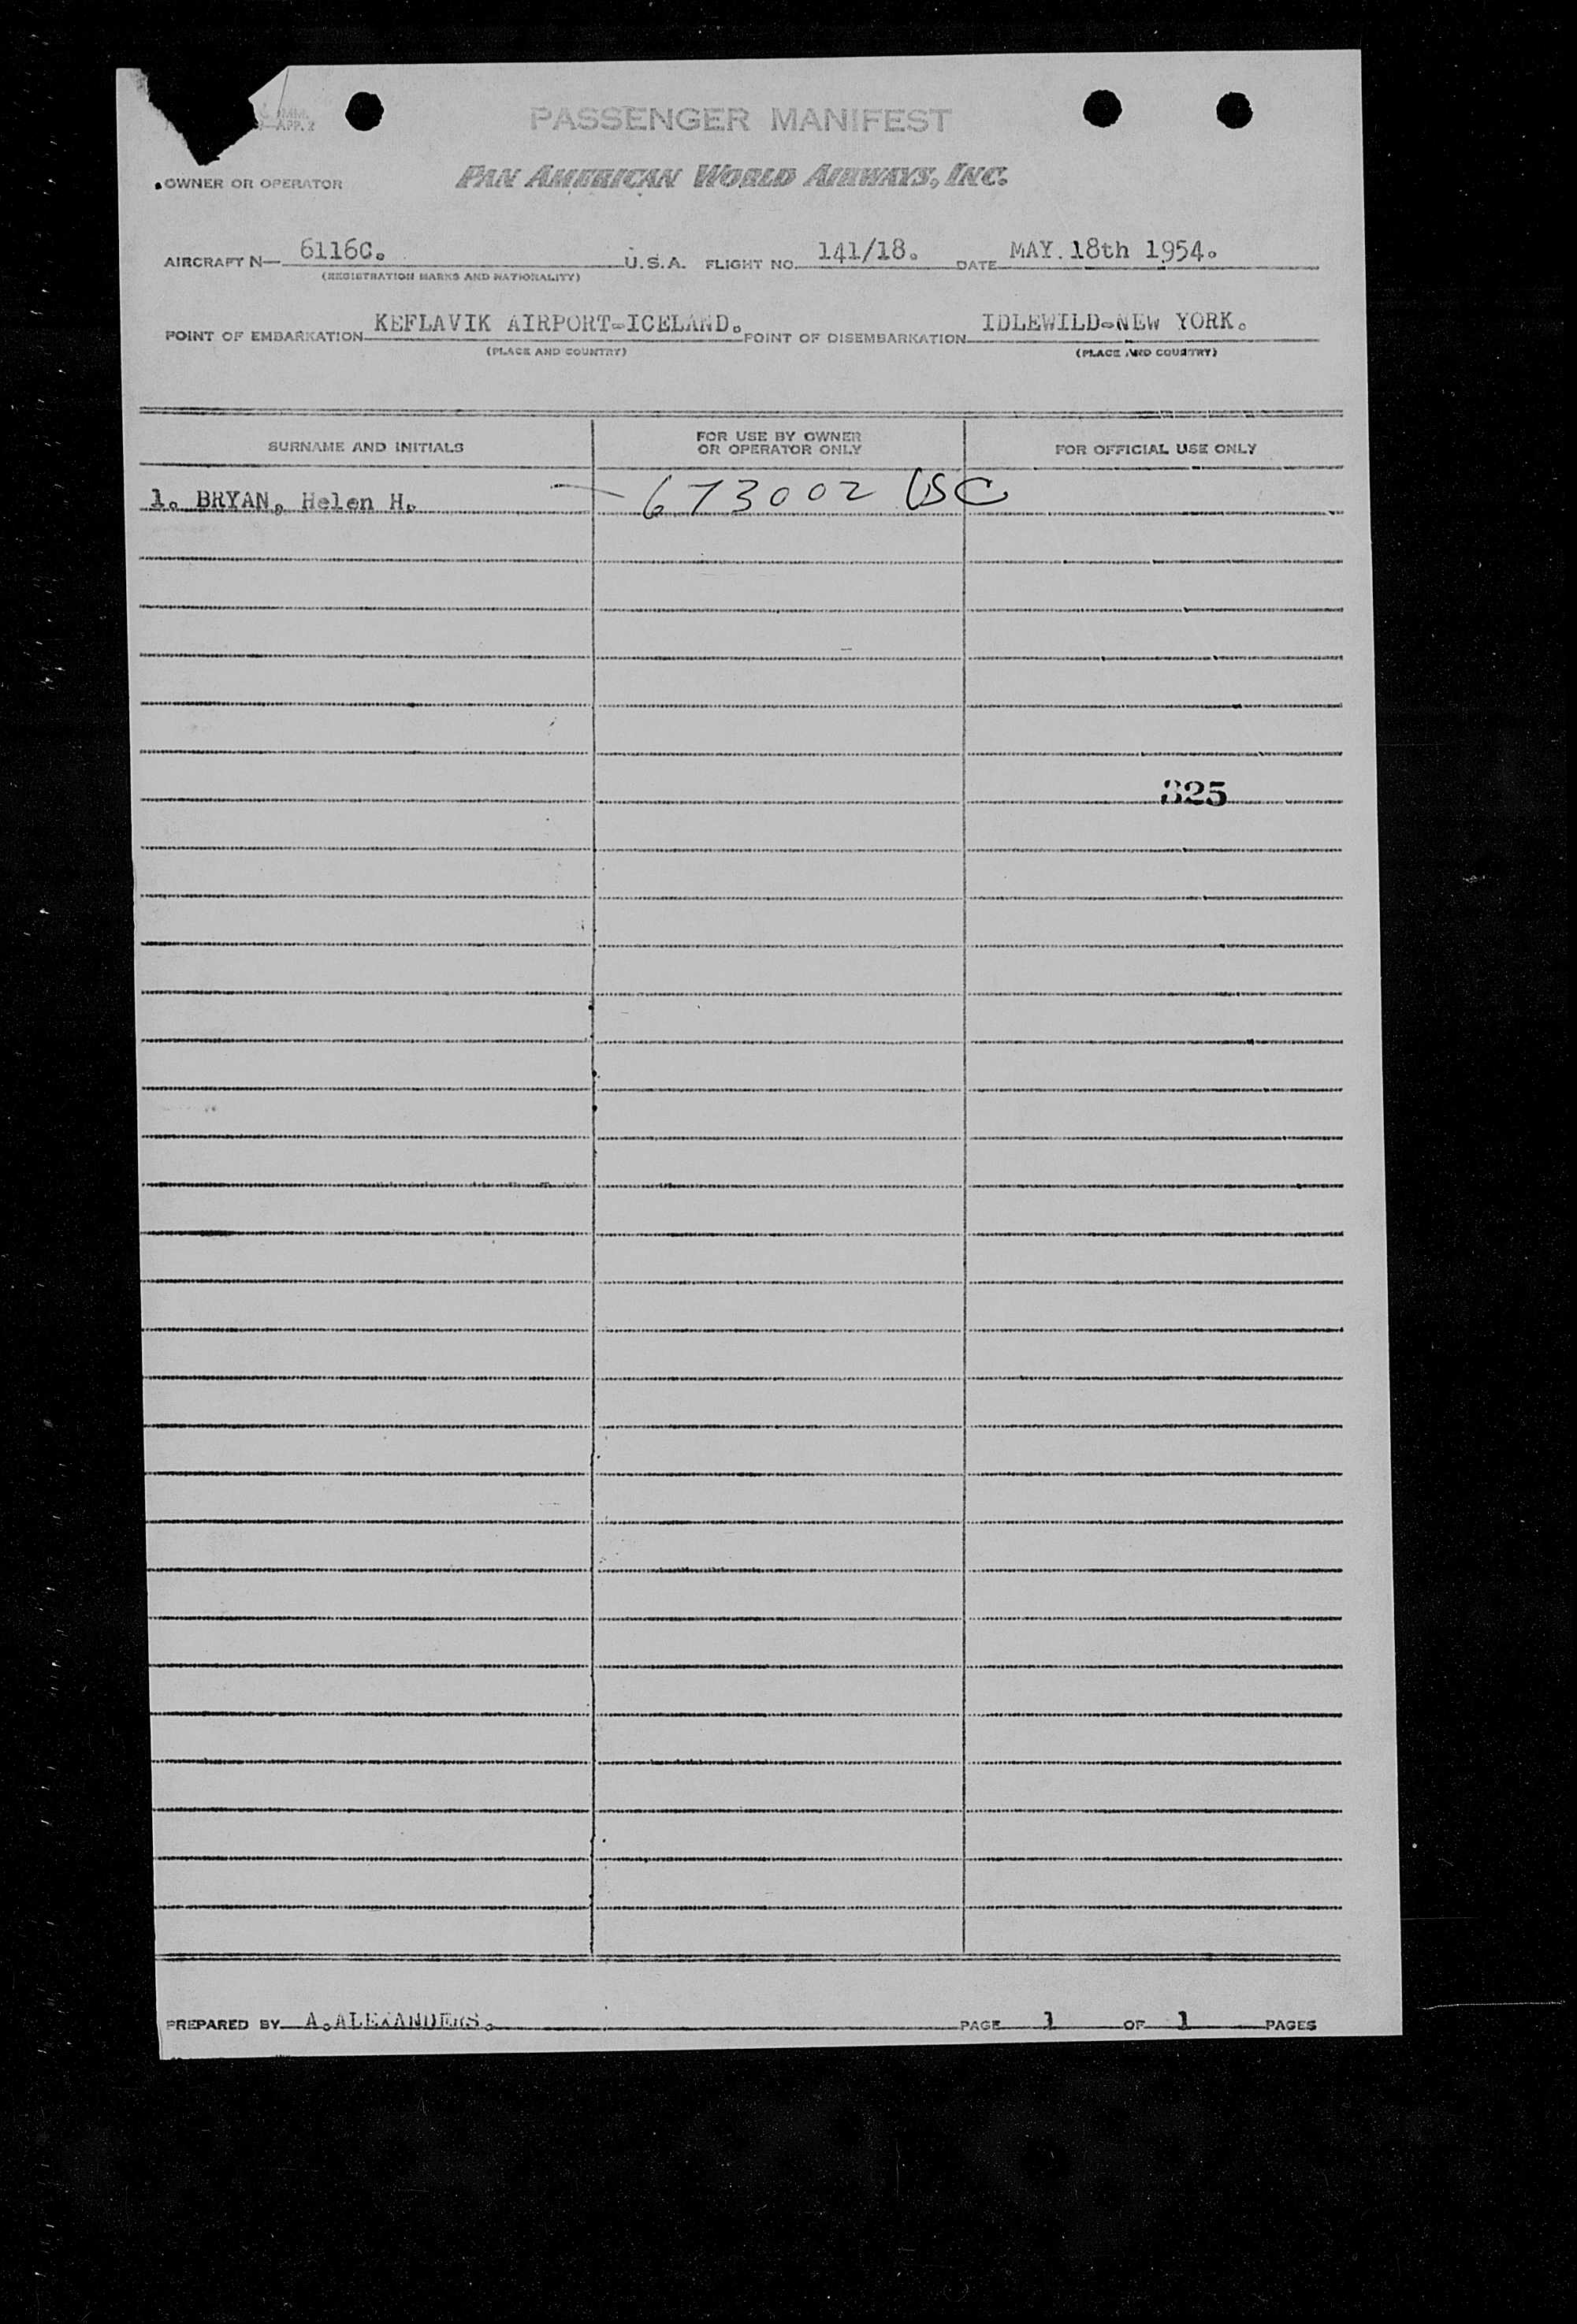 IMM.
APP. 2
PASSENGER MANIFEST
OWNER OR OPERATOR PAN AMERICAN WORLD AIRWAYS, INC.
AIRCRAFT N— 6116C. U.S.A. FLIGHT NO. 141/18. DATE MAY. 18th 1954.
(REGISTRATION MARKS AND NATIONALITY)
POINT OF EMBARKATION KEFLAVIK AIRPORT-ICELAND. POINT OF DISEMBARKATION IDLEWILD-NEW YORK.
(PLACE AND COUNTRY) (PLACE AND COUNTRY)
SURNAME AND INITIALS FOR USE BY OWNER OR OPERATOR ONLY FOR OFFICIAL USE ONLY
1. BRYAN, Helen H. — 673002 USC
325
PREPARED BY A.ALEXANDERS. PAGE 1 OF 1 PAGES